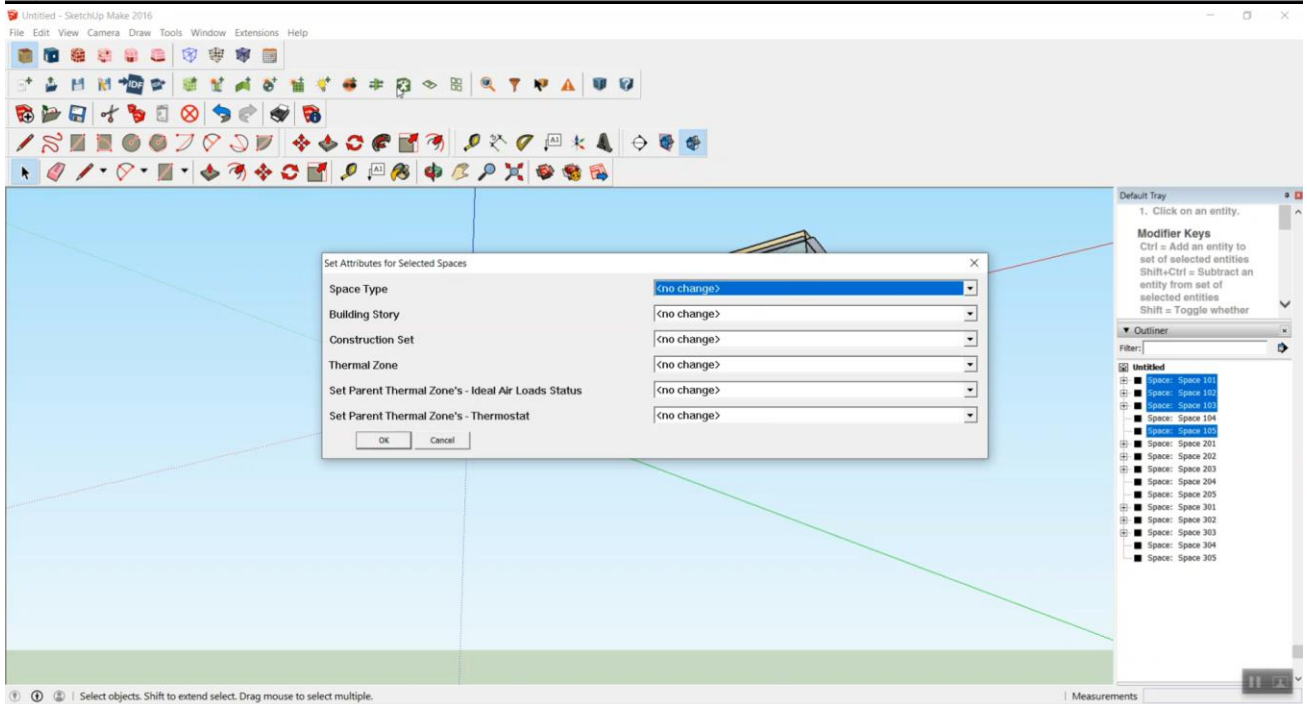 Untitled - SketchUp Make 2016
File Edit View Camera Draw Tools Window Extensions Help
IDF
A1
A1
Default Tray
1. Click on an entity.
Modifier Keys
Ctrl = Add an entity to
set of selected entities
Shift+Ctrl = Subtract an
entity from set of
selected entities
Shift = Toggle whether
Set Attributes for Selected Spaces
Space Type <no change>
Building Story <no change>
Construction Set <no change>
Thermal Zone <no change>
Set Parent Thermal Zone's - Ideal Air Loads Status <no change>
Set Parent Thermal Zone's - Thermostat <no change>
OK Cancel
Outliner
Filter:
Untitled
Space: Space 101
Space: Space 102
Space: Space 103
Space: Space 104
Space: Space 105
Space: Space 201
Space: Space 202
Space: Space 203
Space: Space 204
Space: Space 205
Space: Space 301
Space: Space 302
Space: Space 303
Space: Space 304
Space: Space 305
Select objects. Shift to extend select. Drag mouse to select multiple.
Measurements